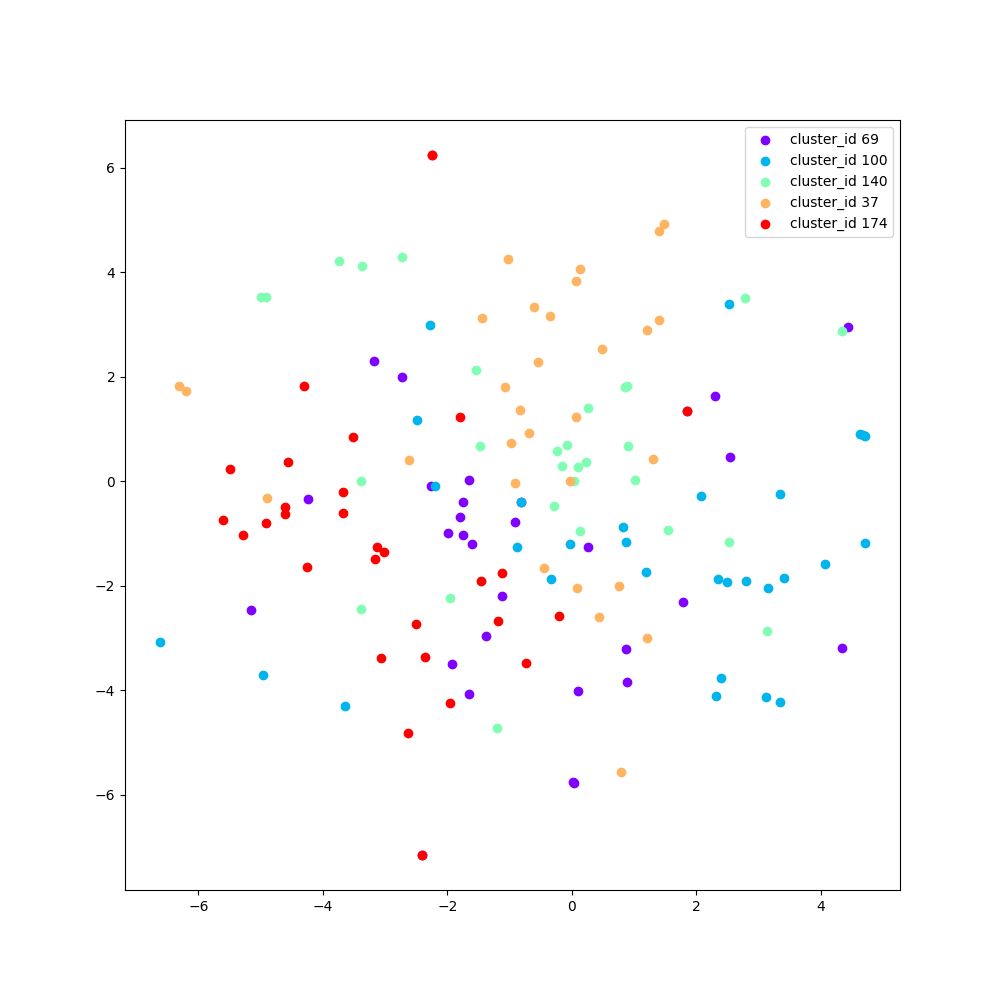 cluster_id 69
cluster_id 100
cluster_id 140
cluster_id 37
cluster_id 174
6
4
2
0
−2
−4
−6
−6 −4 −2 0 2 4